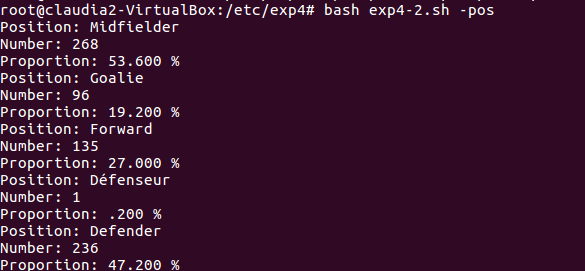 root@claudia2-VirtualBox:/etc/exp4# bash exp4-2.sh -pos
Position: Midfielder
Number: 268
Proportion: 53.600 %
Position: Goalie
Number: 96
Proportion: 19.200 %
Position: Forward
Number: 135
Proportion: 27.000 %
Position: Défenseur
Number: 1
Proportion: .200 %
Position: Defender
Number: 236
Proportion: 47.200 %